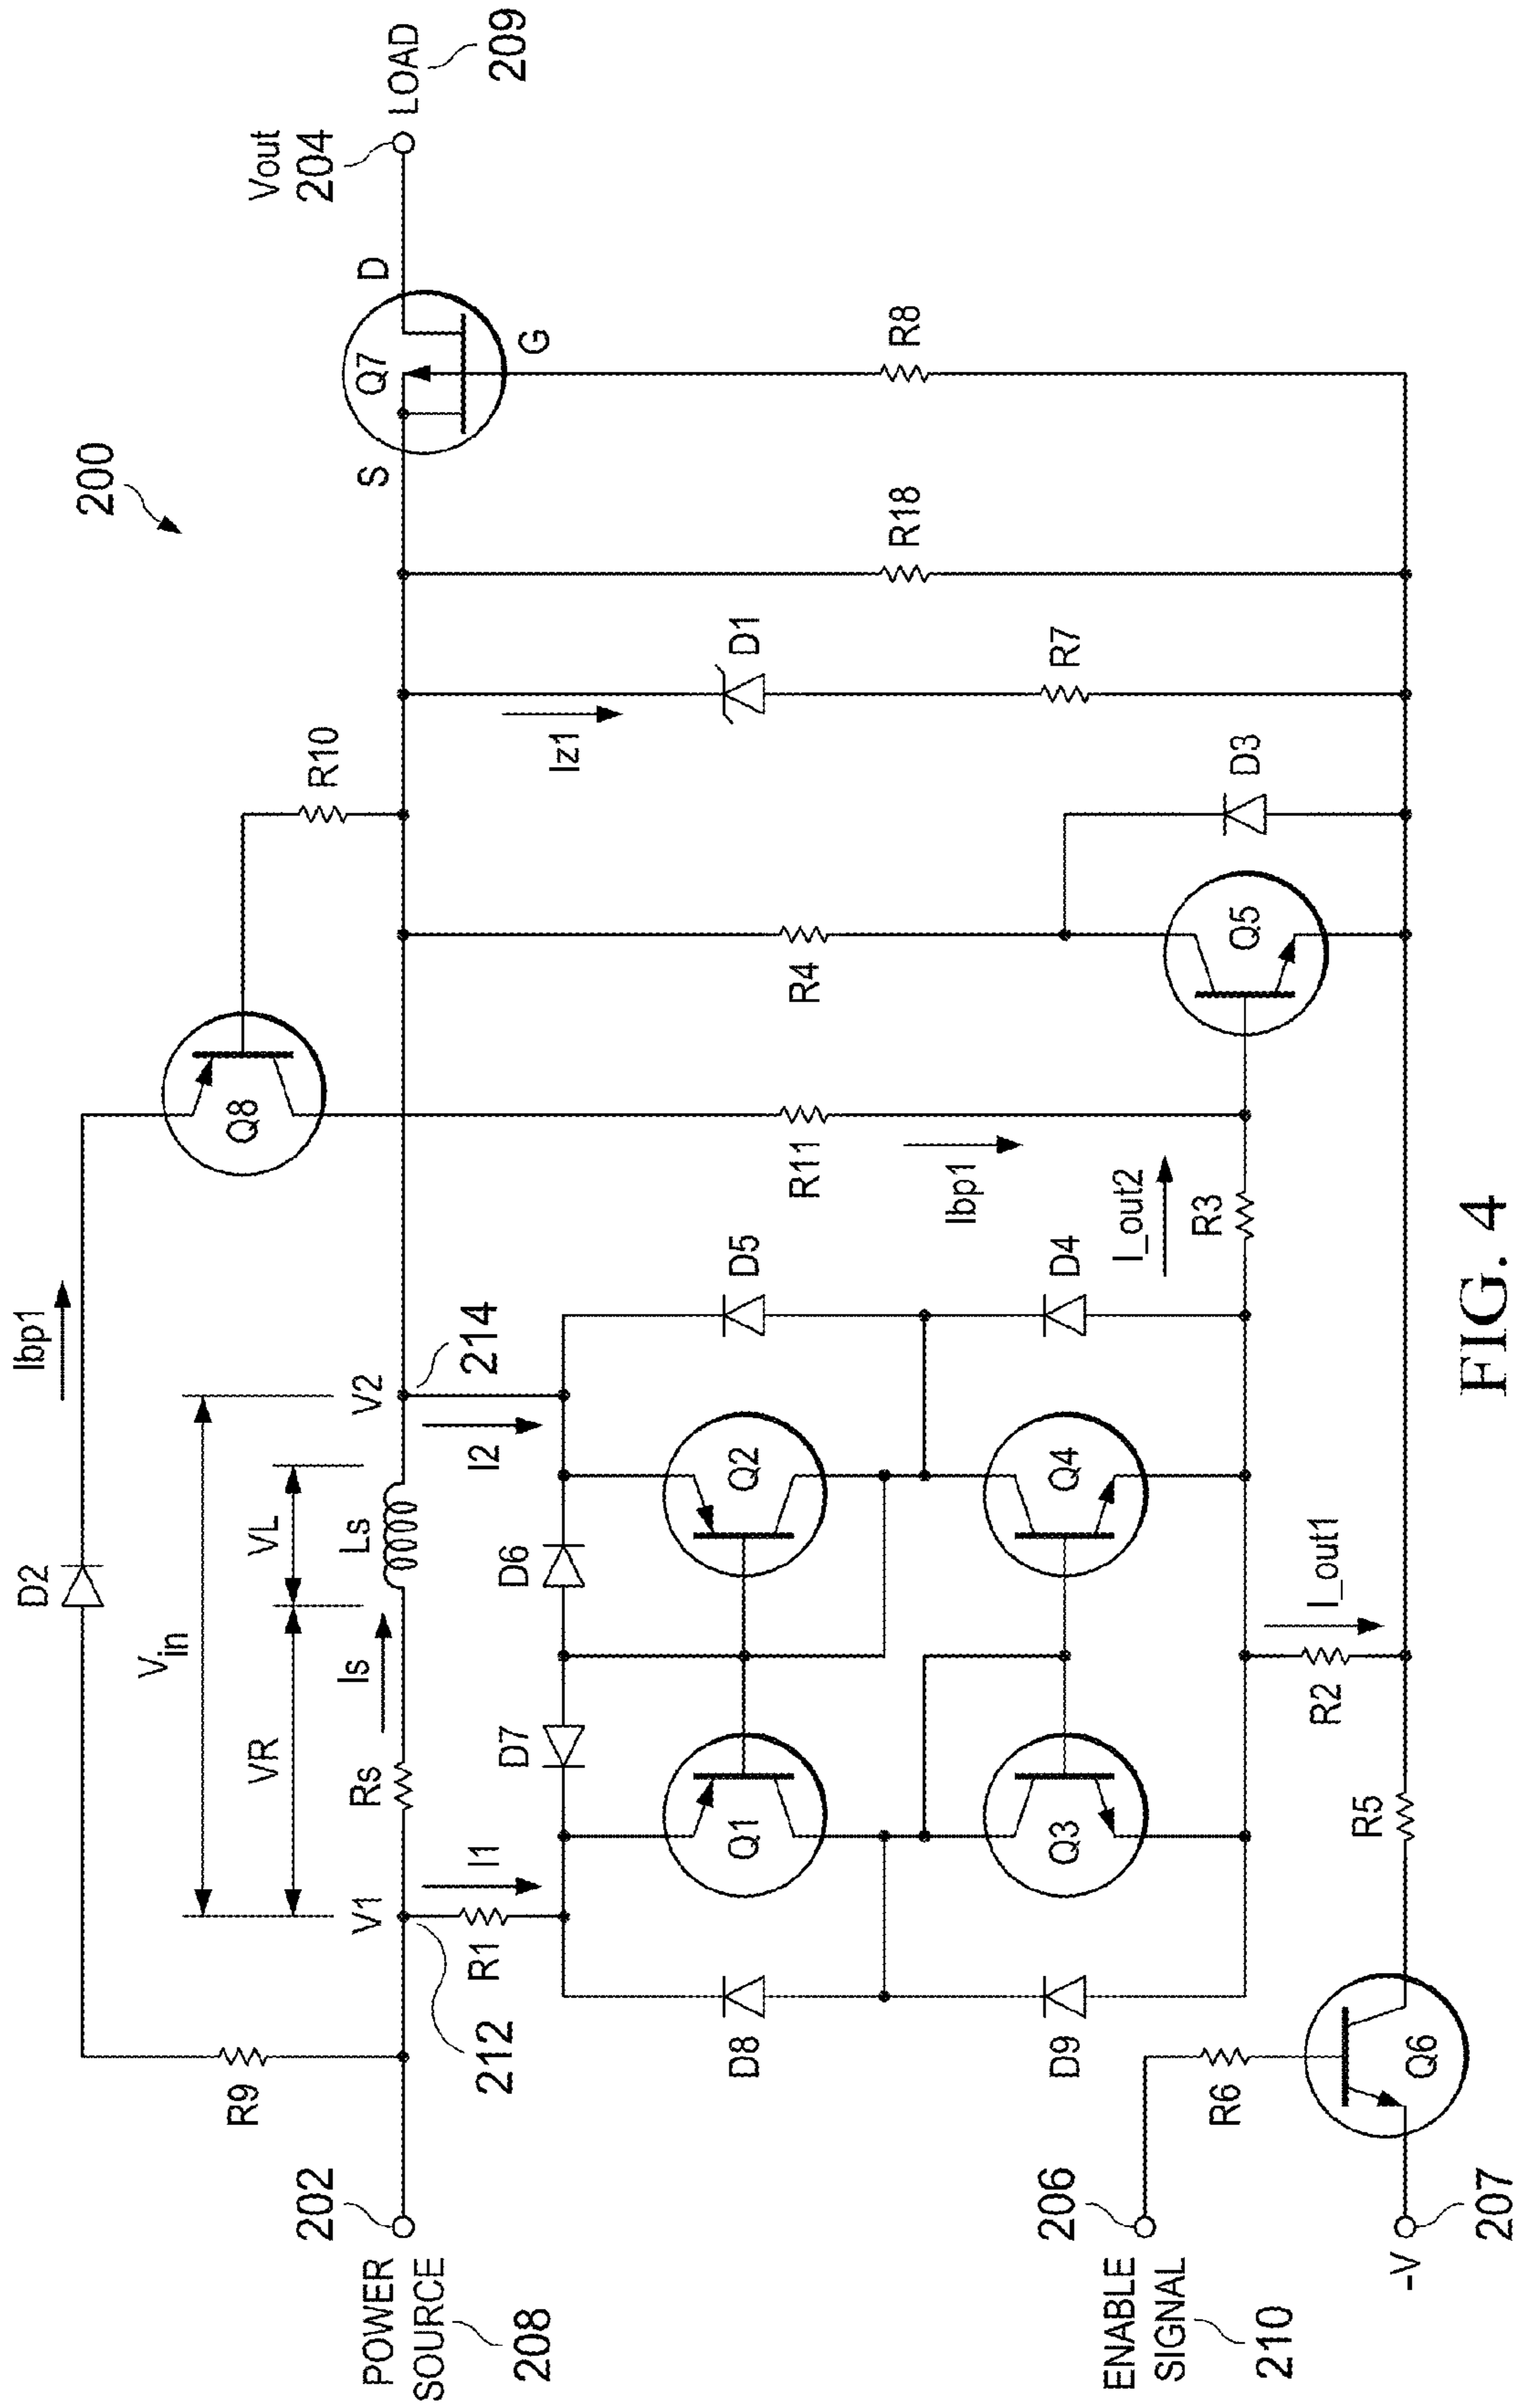 200
Ibp1
D2
Vin
VR
VL
Q8
R10
R9
202
POWER
SOURCE
208
V1
Rs
Is
Ls
V2
214
S
Q7
D
G
Vout
204
LOAD
209
212
R1
I1
I2
D7
D6
D8
Q1
Q2
D5
D9
Q3
Q4
D4
R11
Ibp1
I_out2
R3
R4
Q5
D3
Iz1
D1
R7
R18
R8
R2
I_out1
206
ENABLE
SIGNAL
210
R6
Q6
R5
-V
207
FIG. 4